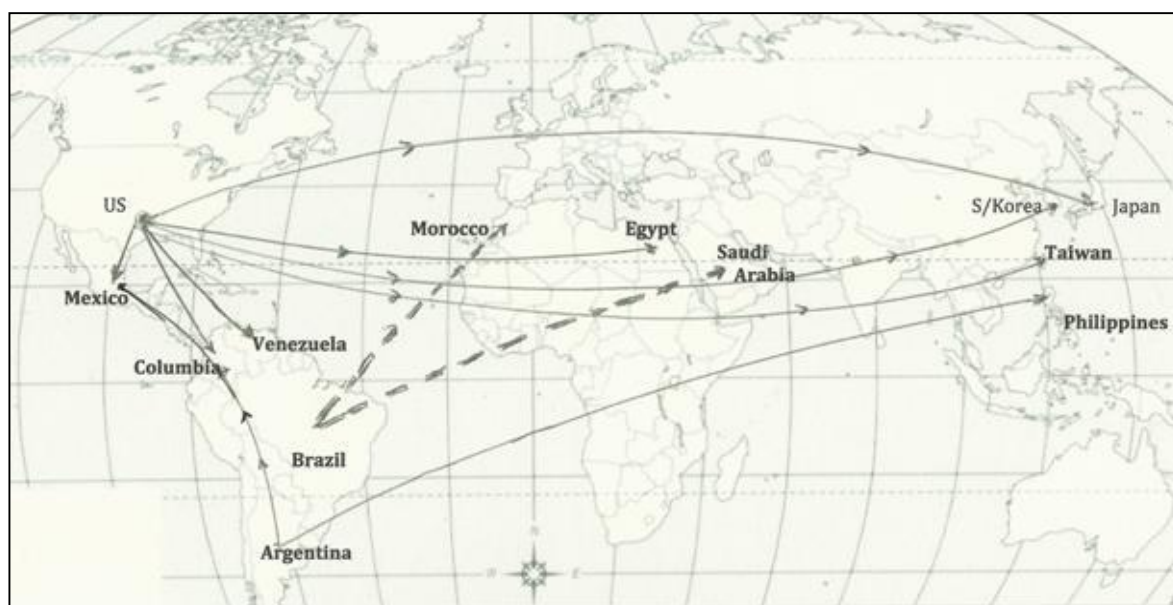 US
Morocco
Egypt
S/Korea
Japan
Saudi
Arabia
Taiwan
Mexico
Venezuela
Philippines
Columbia
Brazil
Argentina
N
E